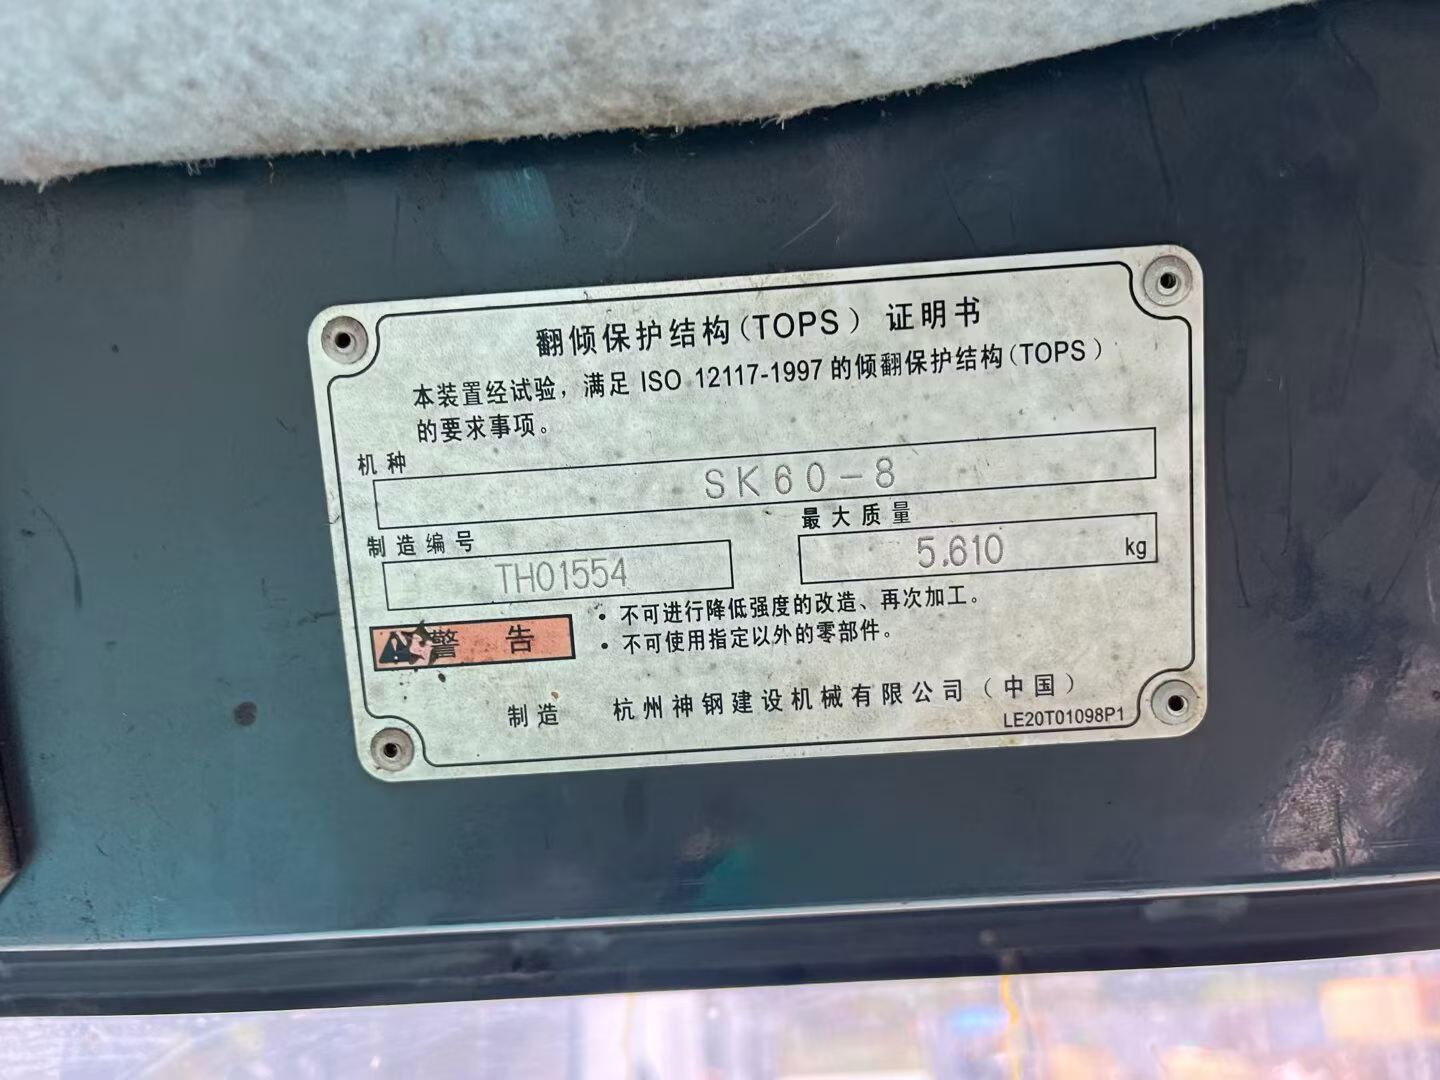 翻倾保护结构(TOPS) 证明书
本装置经试验，满足 ISO 12117-1997 的倾翻保护结构(TOPS)
的要求事项。
机种
SK60-8
制造编号
最大质量
TH01554
5,610 kg
警告
• 不可进行降低强度的改造、再次加工。
• 不可使用指定以外的零部件。
制造 杭州神钢建设机械有限公司（中国）
LE20T01098P1